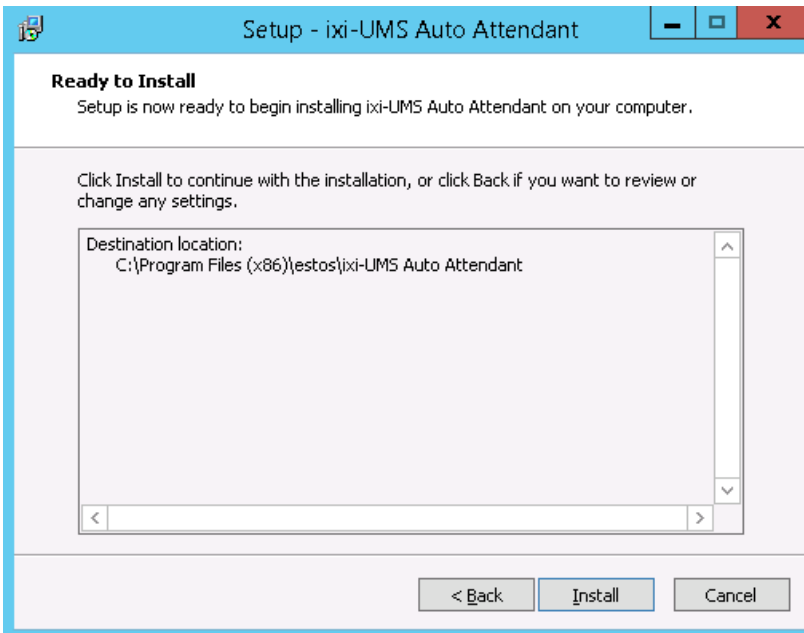 Setup - ixi-UMS Auto Attendant
Ready to Install
Setup is now ready to begin installing ixi-UMS Auto Attendant on your computer.
Click Install to continue with the installation, or click Back if you want to review or
change any settings.
Destination location:
C:\Program Files (x86)\estos\ixi-UMS Auto Attendant
< Back
Install
Cancel